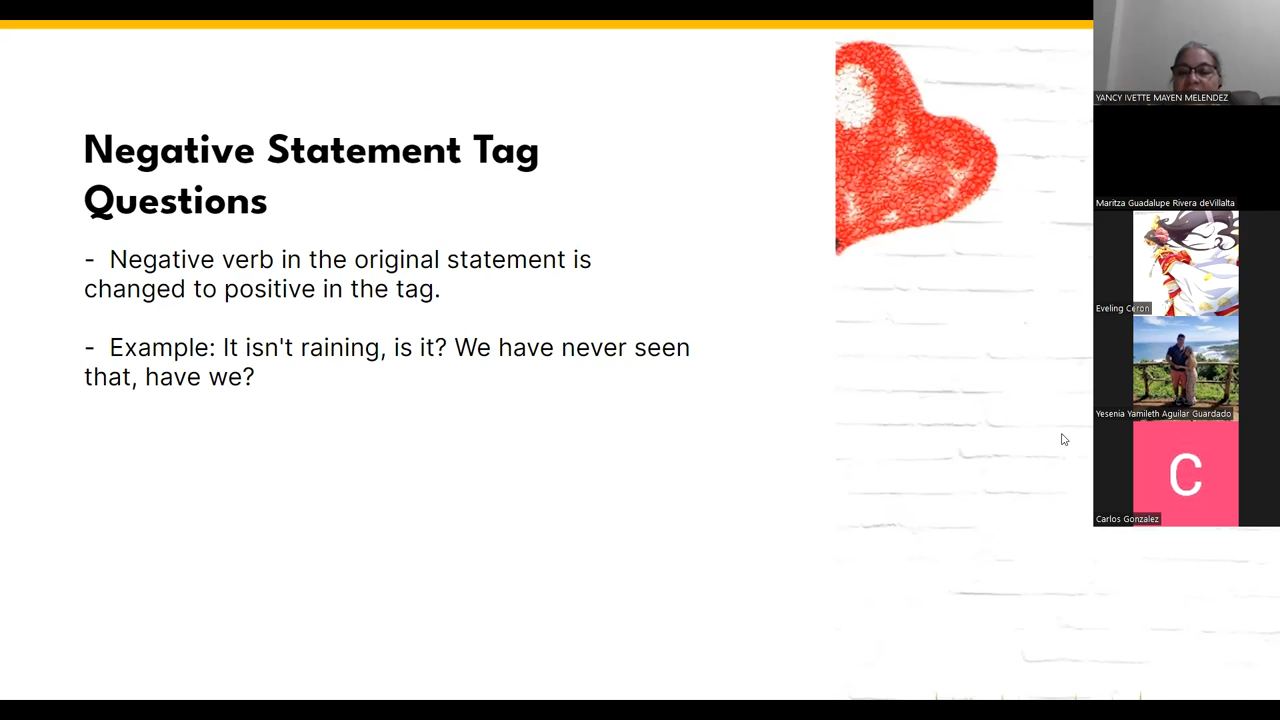 Negative Statement Tag
Questions
- Negative verb in the original statement is
changed to positive in the tag.
- Example: It isn't raining, is it? We have never seen
that, have we?
YANCY IVETTE MAYEN MELENDEZ
Maritza Guadalupe Rivera deVillalta
Eveling Ceron
Yesenia Yamileth Aguilar Guardado
C
Carlos Gonzalez